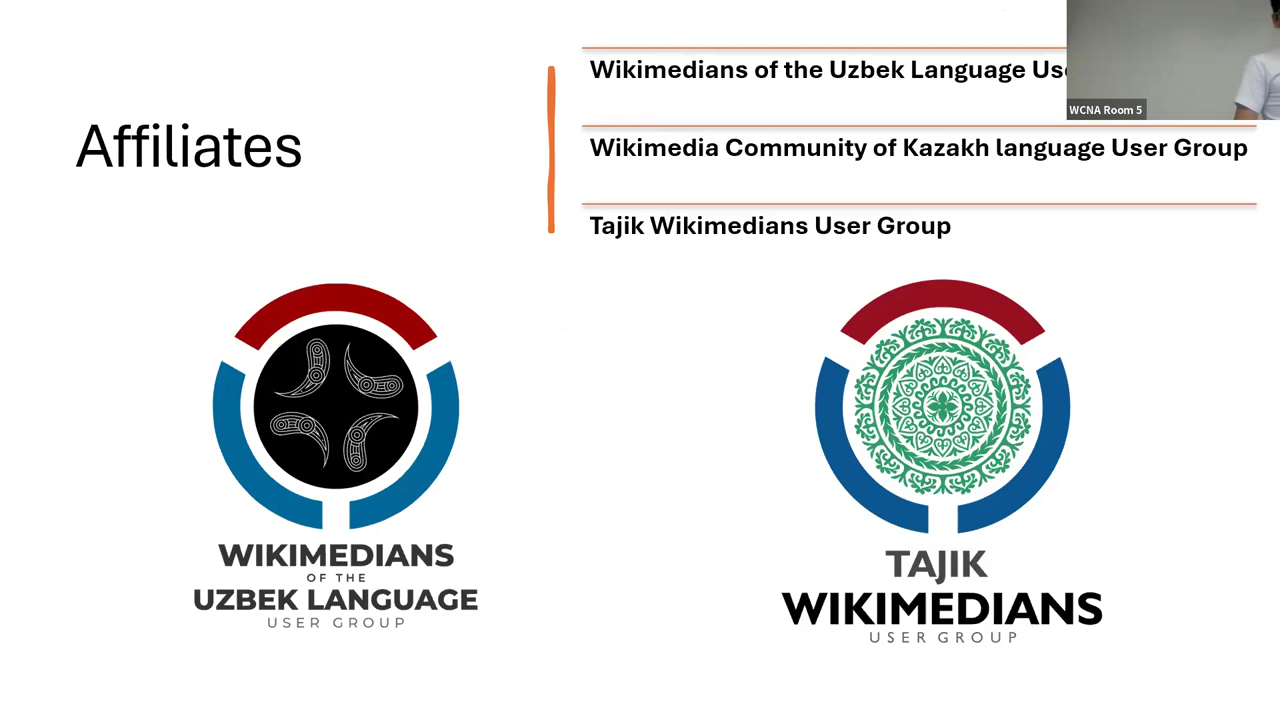 Affiliates
Wikimedians of the Uzbek Language
WCNA Room 5
Wikimedia Community of Kazakh language User Group
Tajik Wikimedians User Group
WIKIMEDIANS
OF THE
UZBEK LANGUAGE
USER GROUP
TAJIK
WIKIMEDIANS
USER GROUP